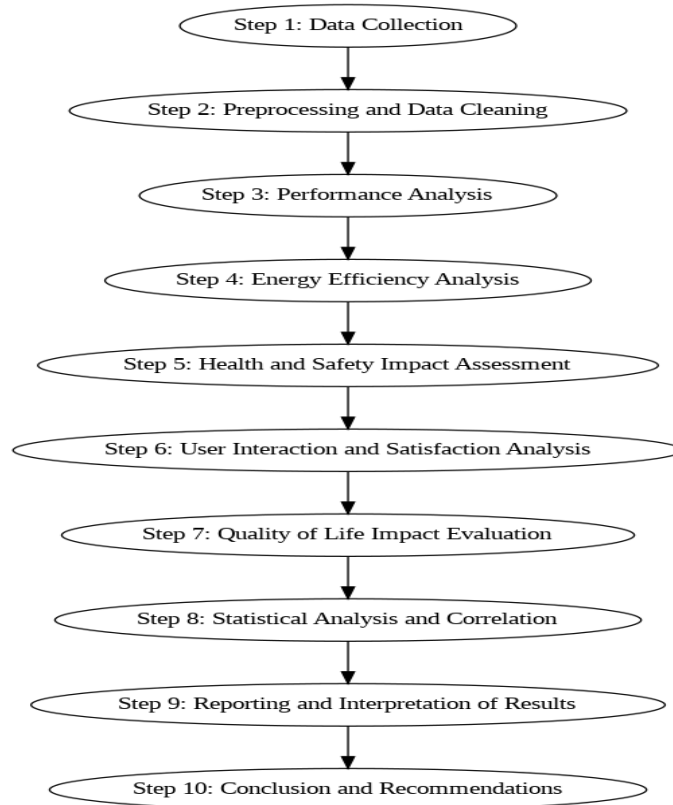 Step 1: Data Collection
Step 2: Preprocessing and Data Cleaning
Step 3: Performance Analysis
Step 4: Energy Efficiency Analysis
Step 5: Health and Safety Impact Assessment
Step 6: User Interaction and Satisfaction Analysis
Step 7: Quality of Life Impact Evaluation
Step 8: Statistical Analysis and Correlation
Step 9: Reporting and Interpretation of Results
Step 10: Conclusion and Recommendations